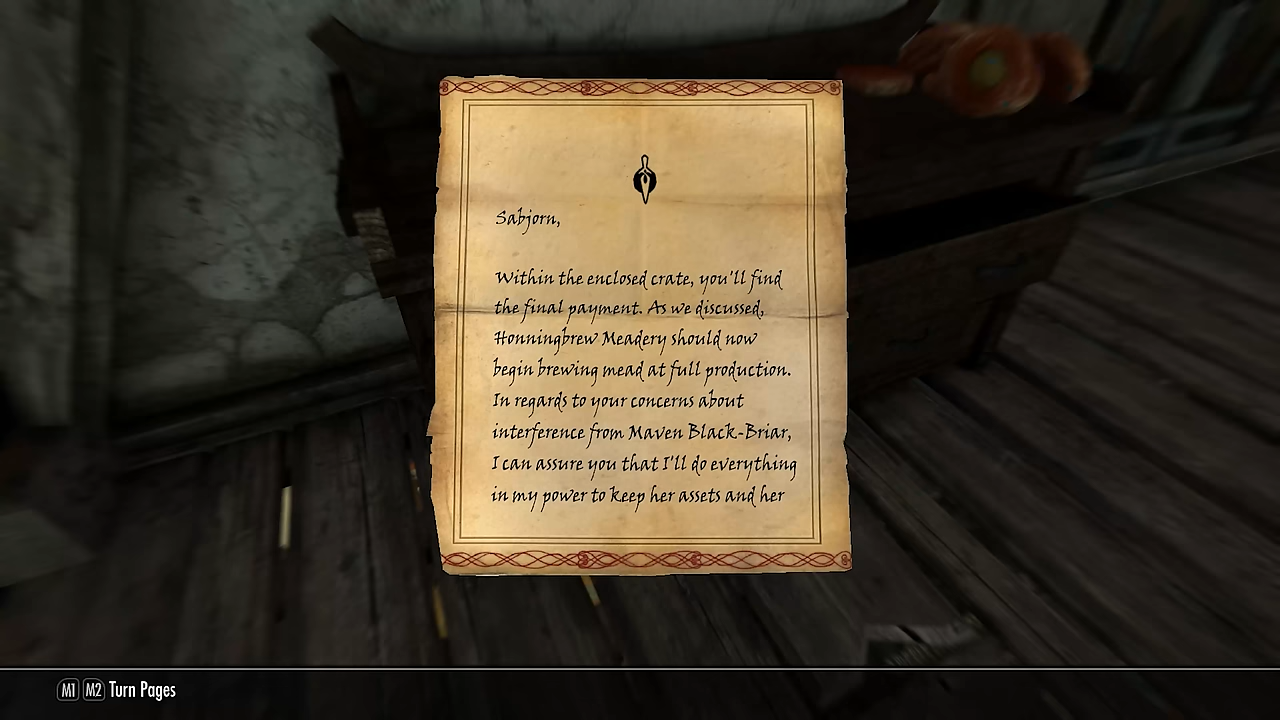 Sabjorn,
Within the enclosed crate, you'll find
the final payment. As we discussed,
Honningbrew Meadery should now
begin brewing mead at full production.
In regards to your concerns about
interference from Maven Black-Briar,
I can assure you that I'll do everything
in my power to keep her assets and her
M1 M2 Turn Pages